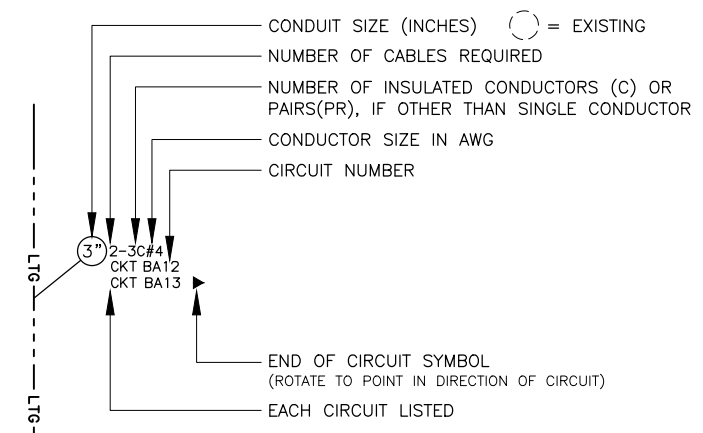 CONDUIT SIZE (INCHES) = EXISTING
NUMBER OF CABLES REQUIRED
NUMBER OF INSULATED CONDUCTORS (C) OR
PAIRS(PR), IF OTHER THAN SINGLE CONDUCTOR
CONDUCTOR SIZE IN AWG
CIRCUIT NUMBER
3" 2-3C#4
CKT BA12
CKT BA13
LTG
END OF CIRCUIT SYMBOL
(ROTATE TO POINT IN DIRECTION OF CIRCUIT)
EACH CIRCUIT LISTED
LTG